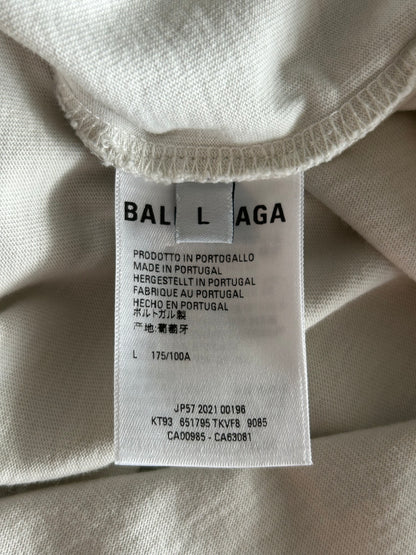 BAL L AGA
PRODOTTO IN PORTOGALLO
MADE IN PORTUGAL
HERGESTELLT IN PORTUGAL
FABRIQUE AU PORTUGAL
HECHO EN PORTUGAL
ポルトガル製
产地:葡萄牙
L 175/100A
JP57 2021 00196
KT93 651795 TKVF8 9085
CA00985 - CA63081